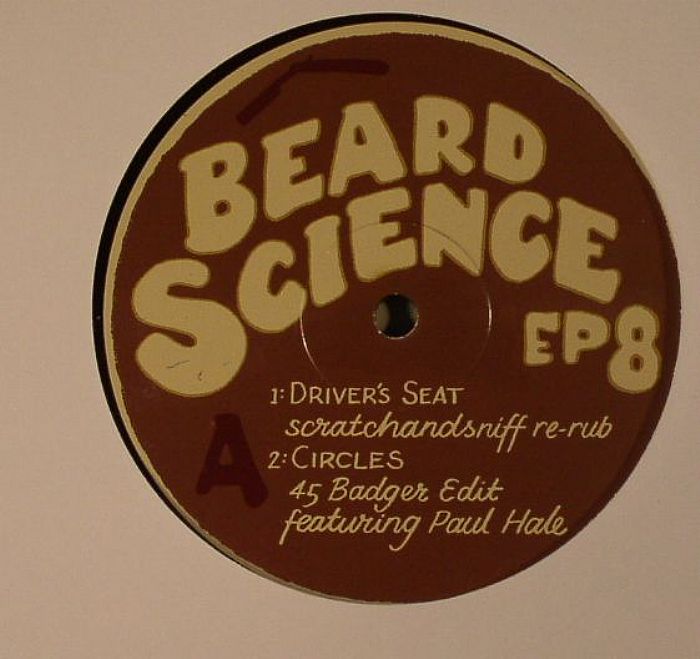 BEARD
SCIENCE
EP8
1: DRIVER'S SEAT
scratchandsniff re-rub
A
2: CIRCLES
45 Badger Edit
featuring Paul Hale